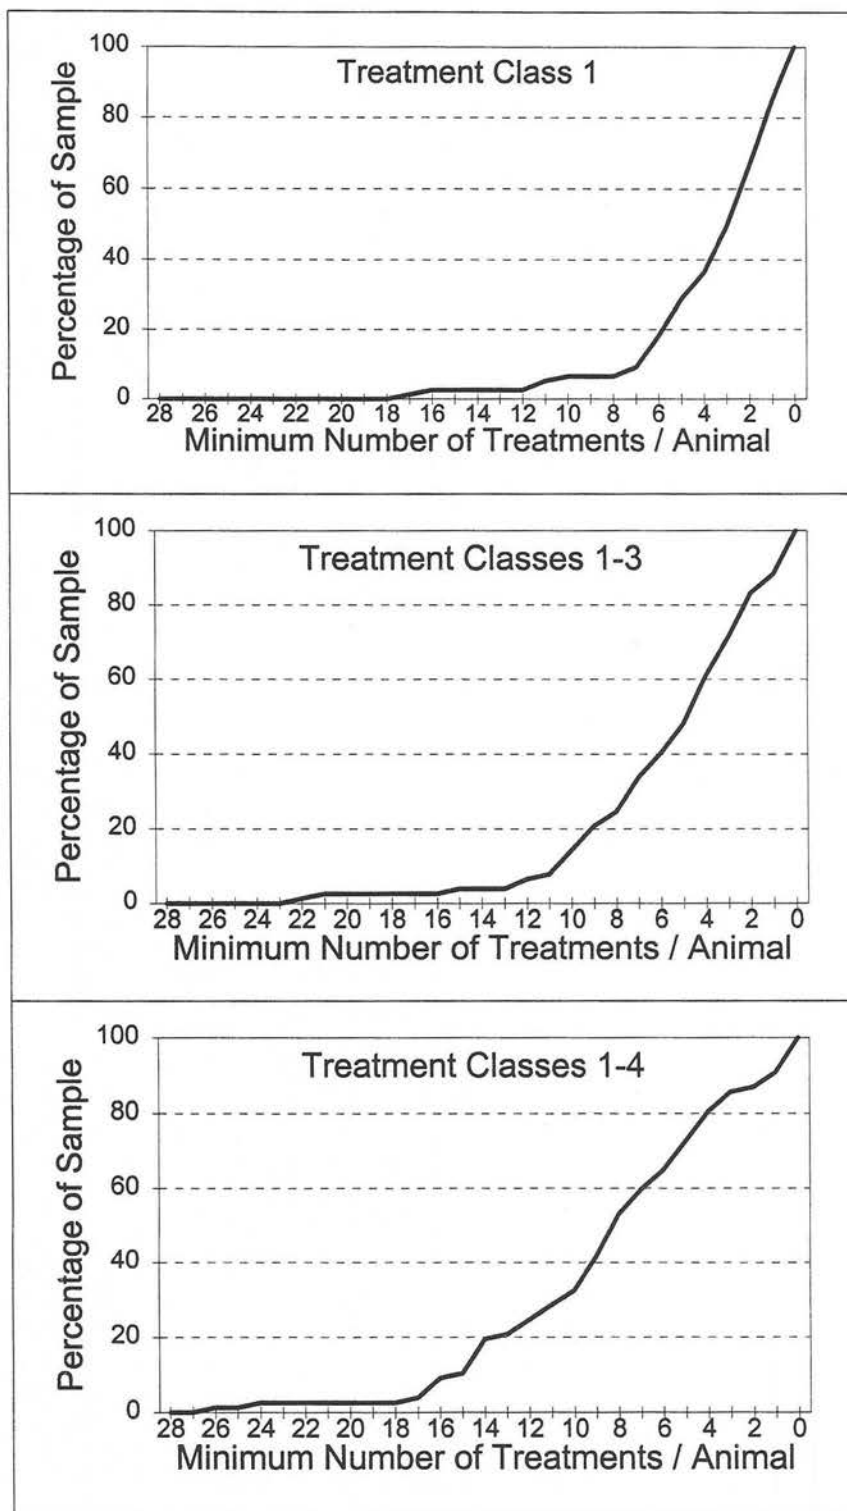 Treatment Class 1
Percentage of Sample
100
80
60
40
20
0
28 26 24 22 20 18 16 14 12 10 8 6 4 2 0
Minimum Number of Treatments / Animal
Treatment Classes 1-3
Percentage of Sample
100
80
60
40
20
0
28 26 24 22 20 18 16 14 12 10 8 6 4 2 0
Minimum Number of Treatments / Animal
Treatment Classes 1-4
Percentage of Sample
100
80
60
40
20
0
28 26 24 22 20 18 16 14 12 10 8 6 4 2 0
Minimum Number of Treatments / Animal